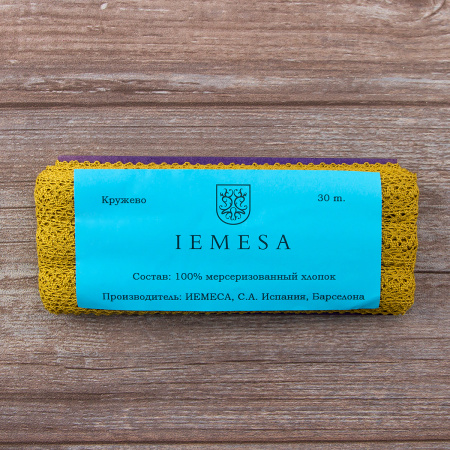 Кружево 30 m.
IEMESA
Состав: 100% мерсеризованный хлопок
Производитель: ИЕМЕСА, С.А. Испания, Барселона